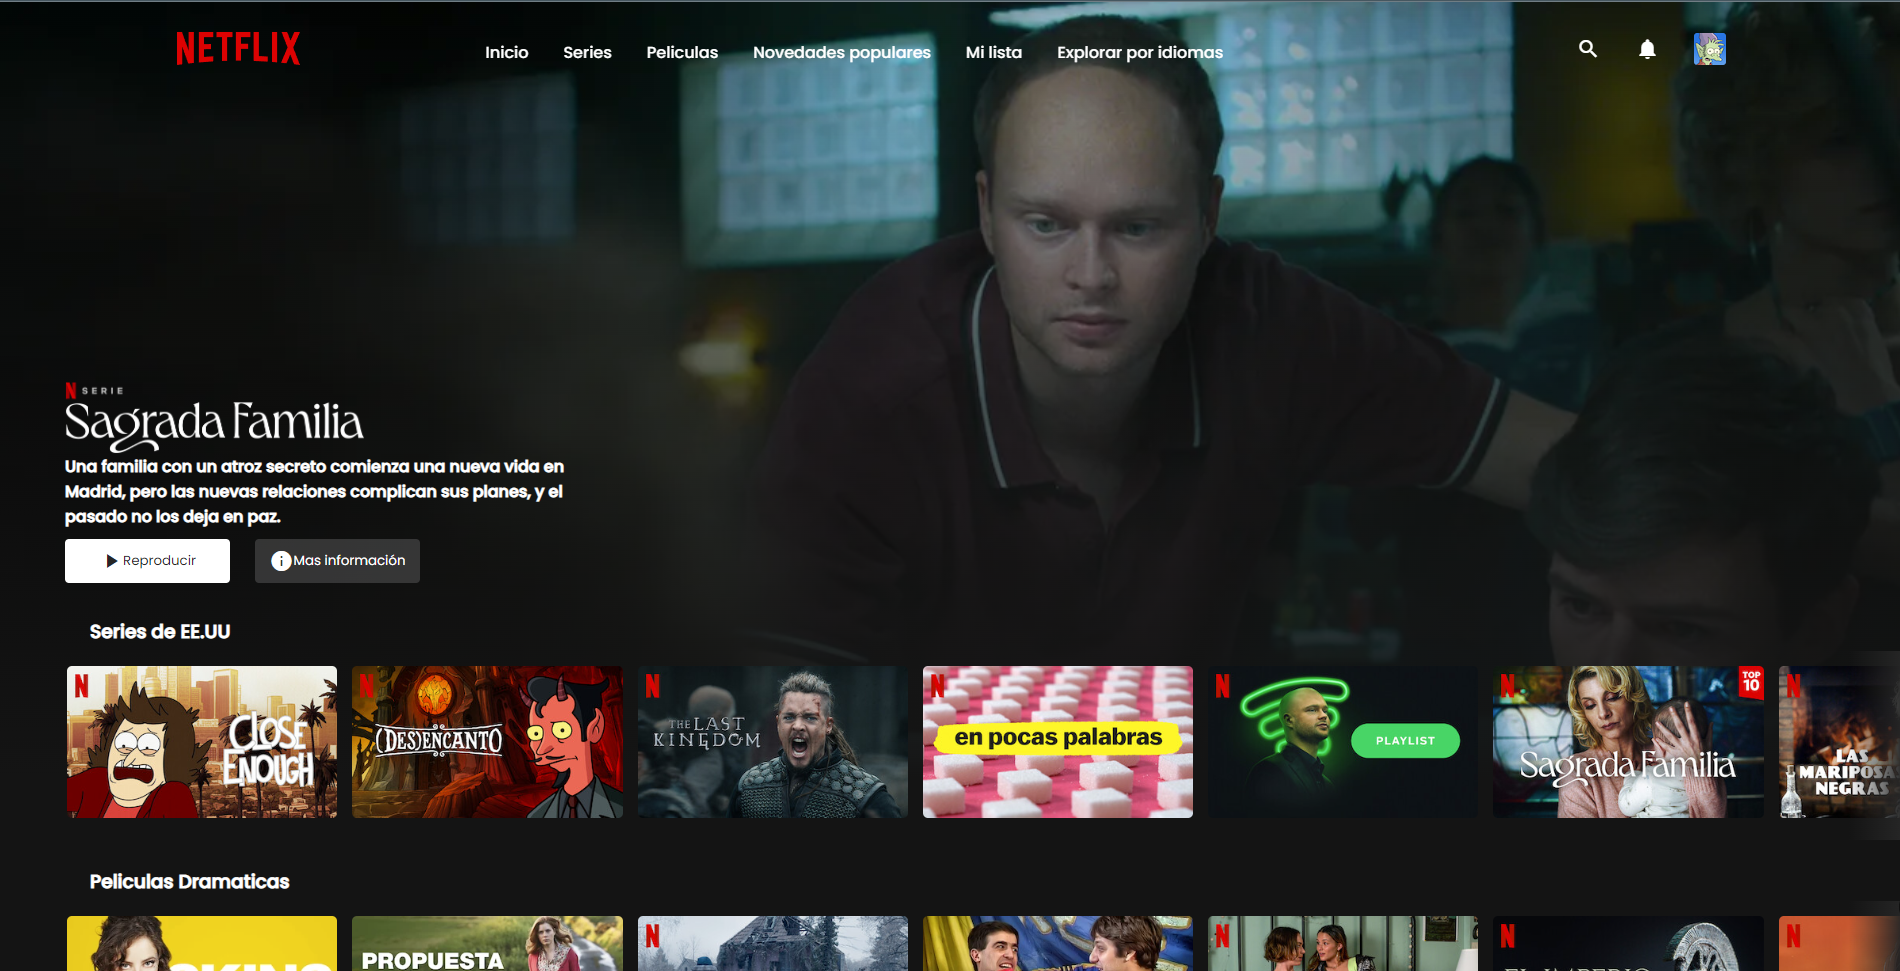 NETFLIX
Inicio
Series
Peliculas
Novedades populares
Mi lista
Explorar por idiomas
N SERIE
Sagrada Familia
Una familia con un atroz secreto comienza una nueva vida en
Madrid, pero las nuevas relaciones complican sus planes, y el
pasado no los deja en paz.
Reproducir
i Mas información
Series de EE.UU
N
CLOSE
ENOUGH
N
(DES)ENCANTO
N
THE LAST
KINGDOM
N
en pocas palabras
N
PLAYLIST
N
TOP
10
Sagrada Familia
N
LAS
MARIPOSA
NEGRAS
Peliculas Dramaticas
PROPUESTA
N
N
N
EL IMPERIO
N